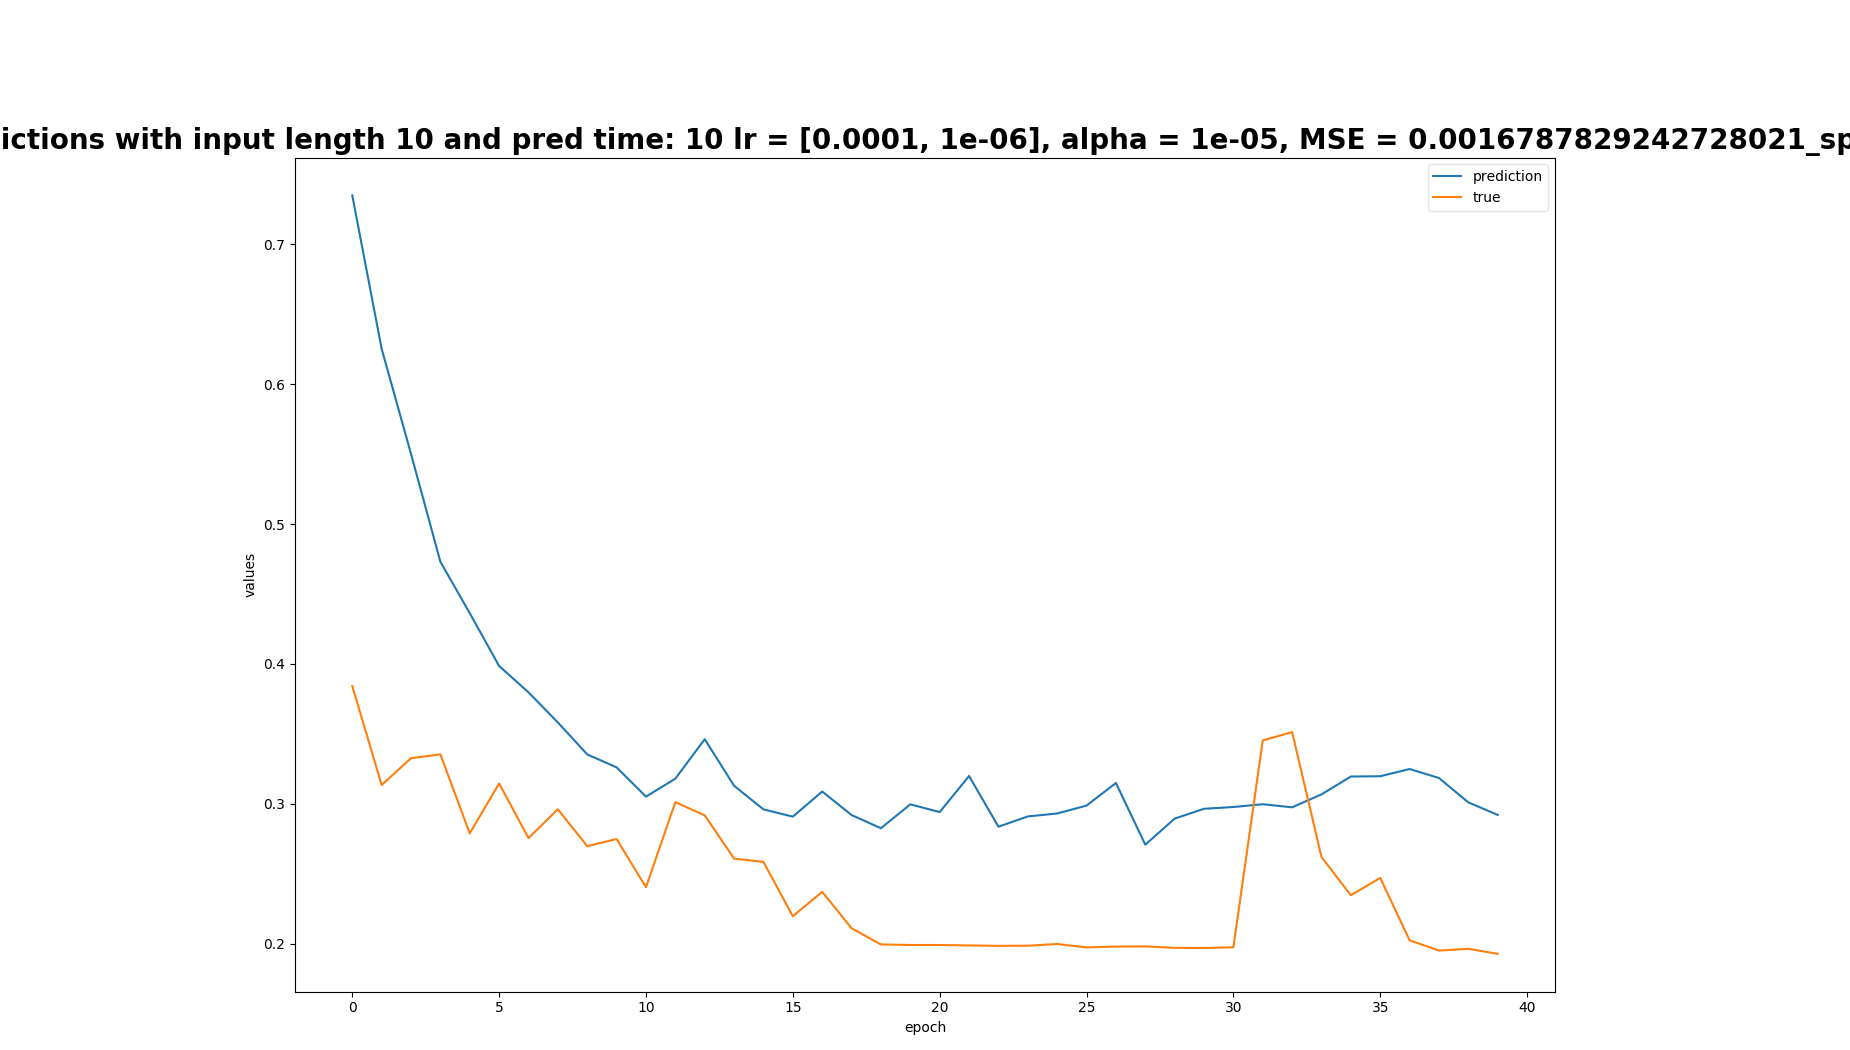 ictions with input length 10 and pred time: 10 lr = [0.0001, 1e-06], alpha = 1e-05, MSE = 0.0016787829242728021_sp
prediction
true
0.7
0.6
0.5
0.4
0.3
0.2
values
0 5 10 15 20 25 30 35 40
epoch